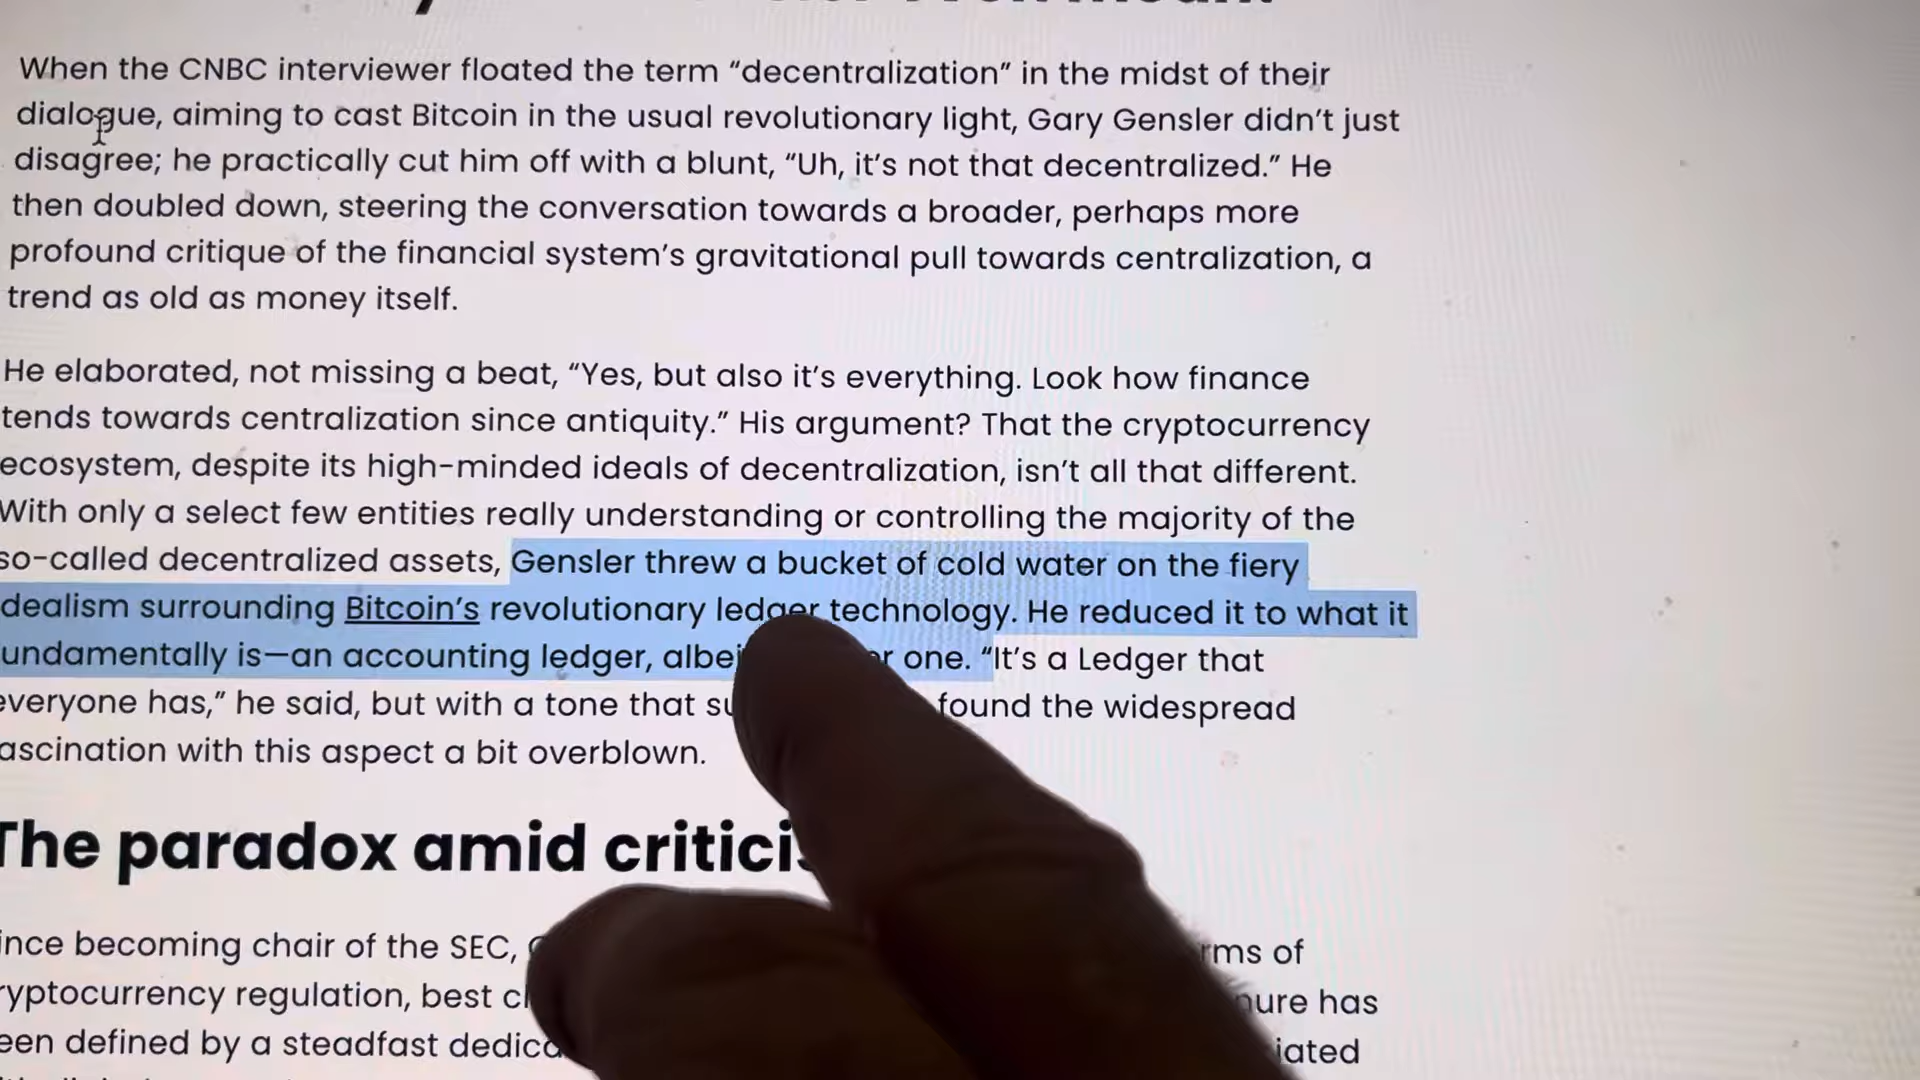 When the CNBC interviewer floated the term “decentralization” in the midst of their
dialogue, aiming to cast Bitcoin in the usual revolutionary light, Gary Gensler didn’t just
disagree; he practically cut him off with a blunt, “Uh, it’s not that decentralized.” He
then doubled down, steering the conversation towards a broader, perhaps more
profound critique of the financial system’s gravitational pull towards centralization, a
trend as old as money itself.
He elaborated, not missing a beat, “Yes, but also it’s everything. Look how finance
tends towards centralization since antiquity.” His argument? That the cryptocurrency
ecosystem, despite its high-minded ideals of decentralization, isn’t all that different.
With only a select few entities really understanding or controlling the majority of the
so-called decentralized assets, Gensler threw a bucket of cold water on the fiery
dealism surrounding Bitcoin’s revolutionary ledger technology. He reduced it to what it
undamentally is—an accounting ledger, one. “It’s a Ledger that
everyone has,” he said, but with a tone that found the widespread
ascination with this aspect a bit overblown.
The paradox amid
ince becoming chair of the SEC, of
ryptocurrency regulation, best has
een defined by a steadfast